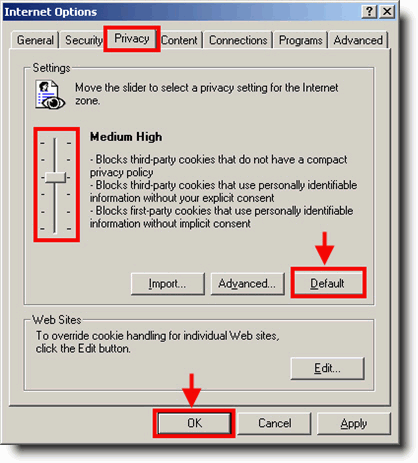 Internet Options
General Security Privacy Content Connections Programs Advanced
Settings
Move the slider to select a privacy setting for the Internet
zone.
Medium High
- Blocks third-party cookies that do not have a compact
privacy policy
- Blocks third-party cookies that use personally identifiable
information without your explicit consent
- Blocks first-party cookies that use personally identifiable
information without implicit consent
Import... Advanced... Default
Web Sites
To override cookie handling for individual Web sites,
click the Edit button.
Edit...
OK Cancel Apply